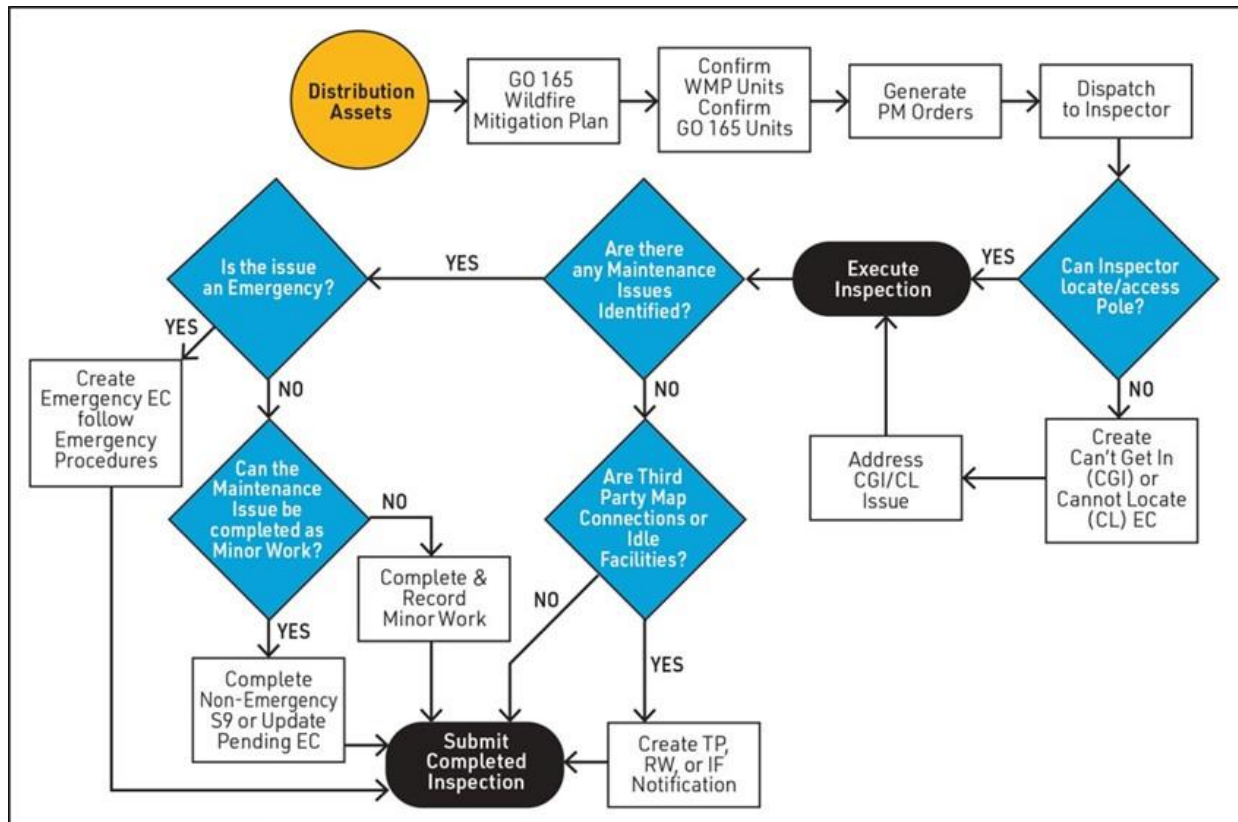 Distribution
Assets
GO 165
Wildfire
Mitigation Plan
Confirm
WMP Units
Confirm
GO 165 Units
Generate
PM Orders
Dispatch
to Inspector
Can Inspector
locate/access
Pole?
YES
NO
Execute
Inspection
Create
Can't Get In
(CGI) or
Cannot Locate
(CL) EC
Address
CGI/CL
Issue
Are there
any Maintenance
Issues
Identified?
YES
NO
Is the issue
an Emergency?
YES
NO
Create
Emergency EC
follow
Emergency
Procedures
Can the
Maintenance
Issue be
completed as
Minor Work?
NO
YES
Complete &
Record
Minor Work
Complete
Non-Emergency
S9 or Update
Pending EC
Are Third
Party Map
Connections or
Idle
Facilities?
NO
YES
Create TP,
RW, or IF
Notification
Submit
Completed
Inspection